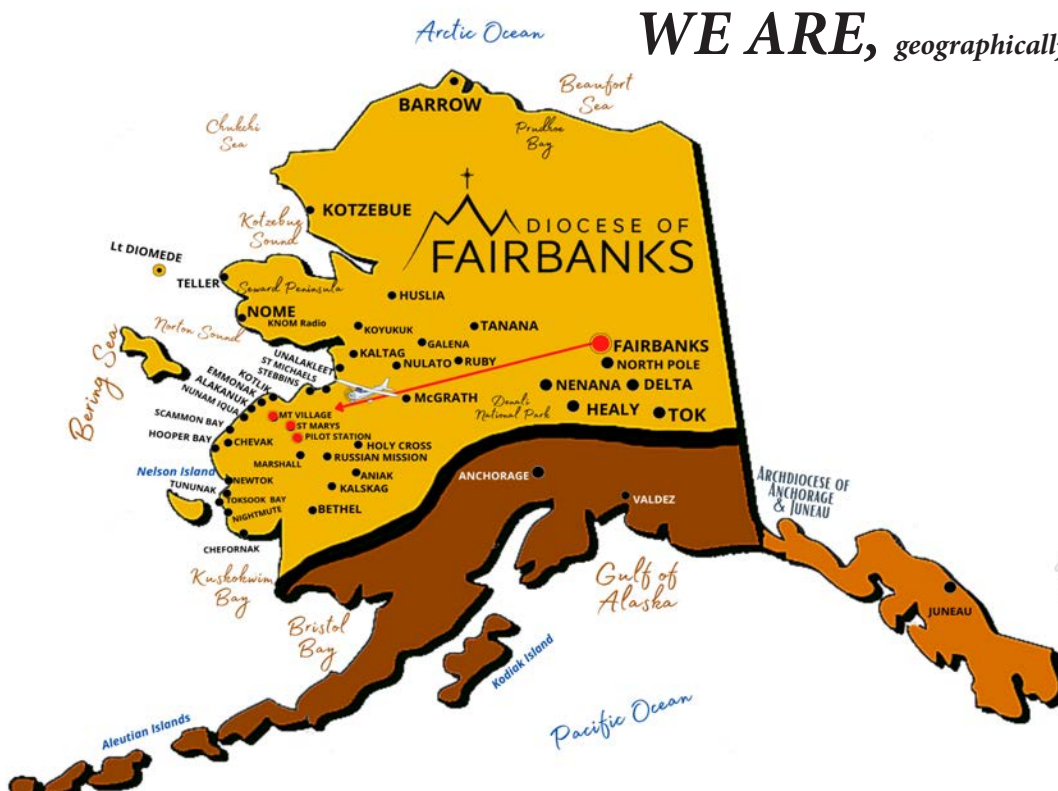 WE ARE, geographically,
Arctic Ocean
Beaufort
Sea
BARROW
Prudhoe
Bay
Chukchi
Sea
KOTZEBUE
Kotzebue
Sound
DIOCESE OF
FAIRBANKS
Lt DIOMEDE
TELLER
Seward Peninsula
HUSLIA
NOME
KNOM Radio
Norton Sound
KOYUKUK
TANANA
GALENA
FAIRBANKS
Bering Sea
KALTAG
NULATO
RUBY
NORTH POLE
UNALAKLEET
ST MICHAELS
STEBBINS
NENANA
DELTA
KOTLIK
EMMONAK
ALAKANUK
NUNAM IQUA
McGRATH
Denali
National Park
HEALY
TOK
SCAMMON BAY
MT VILLAGE
ST MARYS
PILOT STATION
HOOPER BAY
CHEVAK
HOLY CROSS
MARSHALL
RUSSIAN MISSION
Nelson Island
NEWTOK
ANIAK
KALSKAG
TUNUNAK
TOKSOOK BAY
NIGHTMUTE
BETHEL
CHEFORNAK
ANCHORAGE
VALDEZ
ARCHDIOCESE OF
ANCHORAGE
& JUNEAU
Kuskokwim
Bay
Bristol
Bay
Gulf of
Alaska
JUNEAU
Kodiak Island
Aleutian Islands
Pacific Ocean